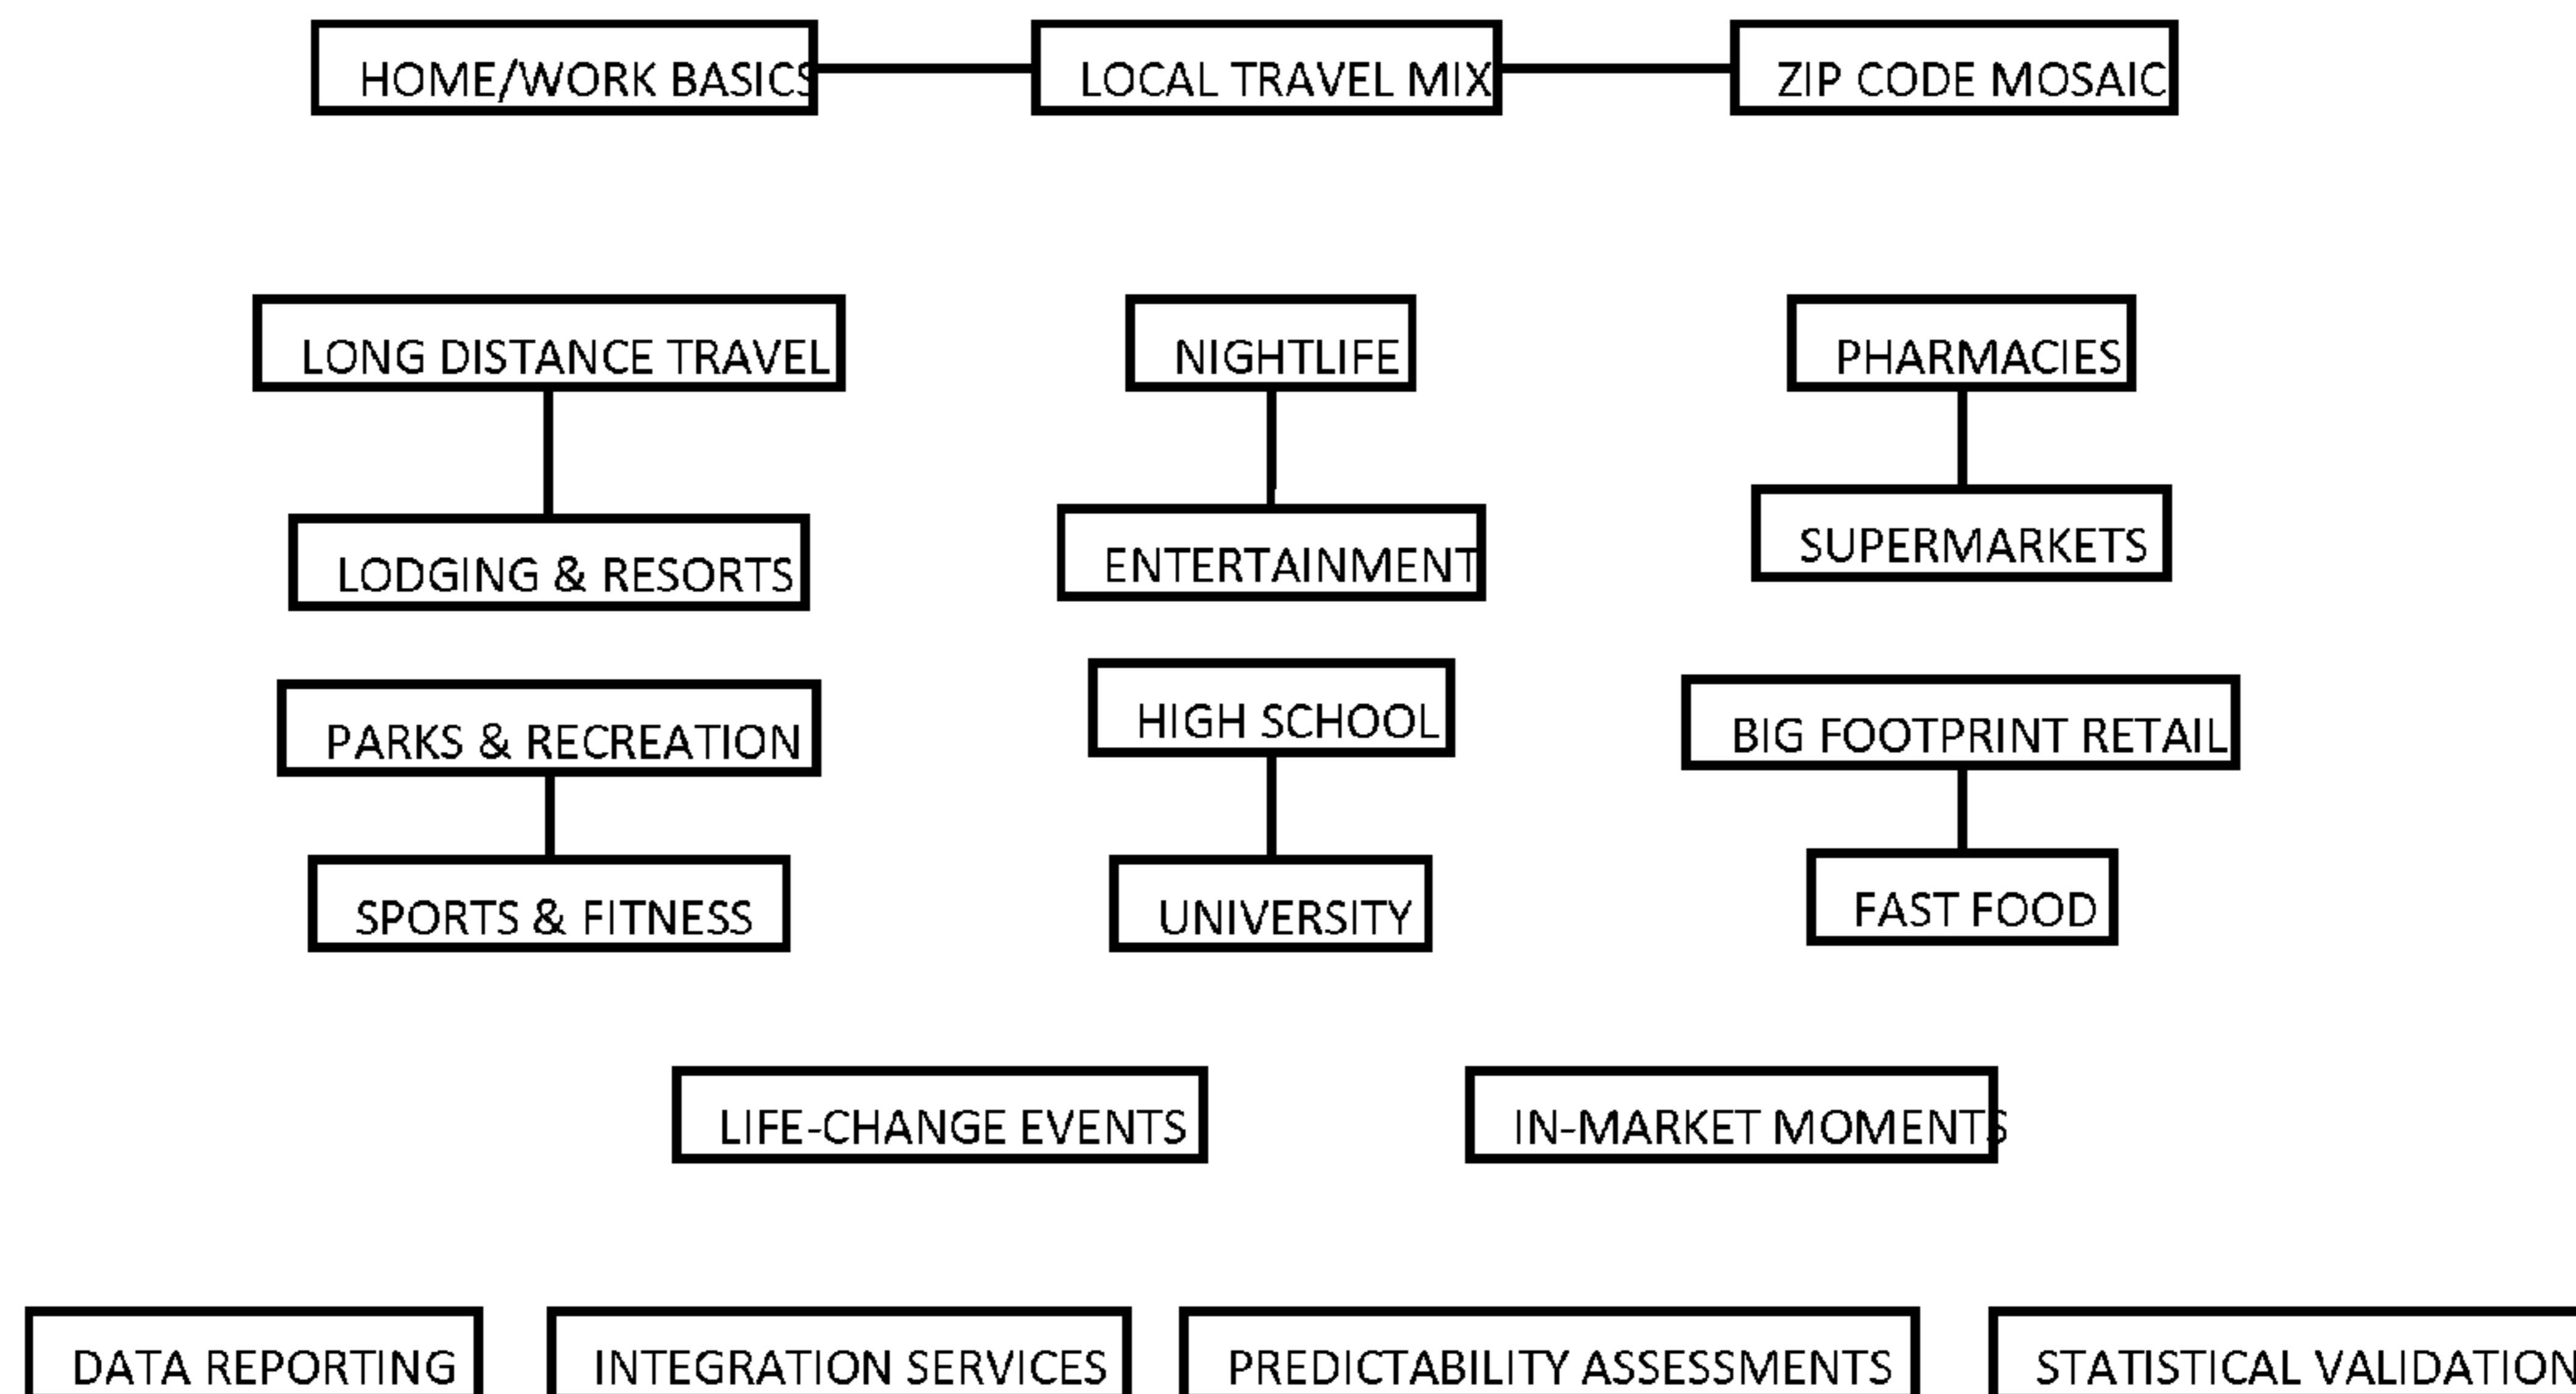 HOME/WORK BASICS
LOCAL TRAVEL MIX
ZIP CODE MOSAIC
LONG DISTANCE TRAVEL
NIGHTLIFE
PHARMACIES
LODGING & RESORTS
ENTERTAINMENT
SUPERMARKETS
PARKS & RECREATION
HIGH SCHOOL
BIG FOOTPRINT RETAIL
SPORTS & FITNESS
UNIVERSITY
FAST FOOD
LIFE-CHANGE EVENTS
IN-MARKET MOMENTS
DATA REPORTING
INTEGRATION SERVICES
PREDICTABILITY ASSESSMENTS
STATISTICAL VALIDATION